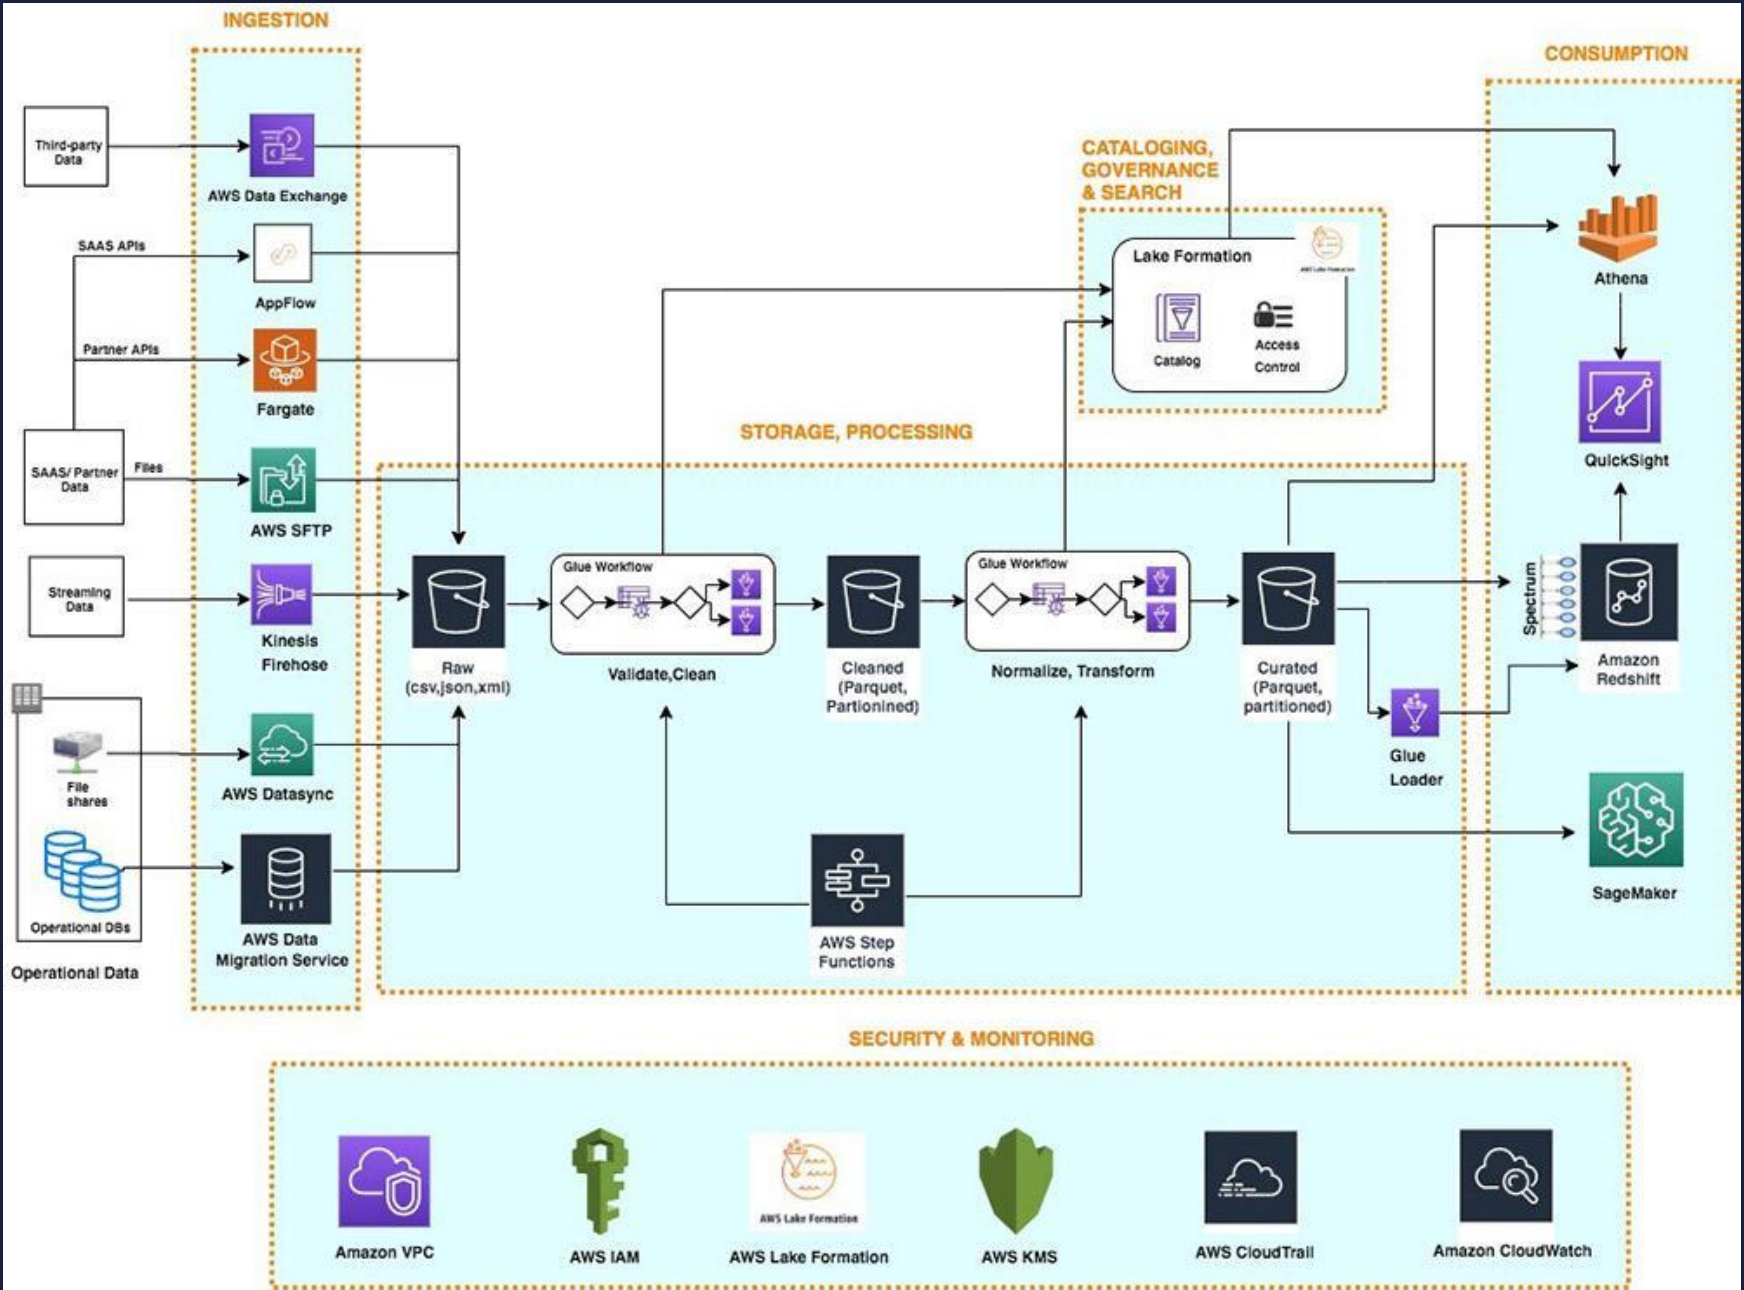 INGESTION
CONSUMPTION
Third-party
Data
AWS Data Exchange
CATALOGING,
GOVERNANCE
& SEARCH
SAAS APIs
AppFlow
Lake Formation
AWS Lake Formation
Catalog
Access
Control
Athena
Partner APIs
Fargate
QuickSight
STORAGE, PROCESSING
SAAS/ Partner
Data
Files
AWS SFTP
Streaming
Data
Kinesis
Firehose
Glue Workflow
Glue Workflow
Spectrum
Raw
(csv,json,xml)
Validate,Clean
Cleaned
(Parquet,
Partionined)
Normalize, Transform
Curated
(Parquet,
partitioned)
Amazon
Redshift
Glue
Loader
File
shares
AWS Datasync
Operational DBs
Operational Data
AWS Data
Migration Service
AWS Step
Functions
SageMaker
SECURITY & MONITORING
Amazon VPC
AWS IAM
AWS Lake Formation
AWS Lake Formation
AWS KMS
AWS CloudTrail
Amazon CloudWatch